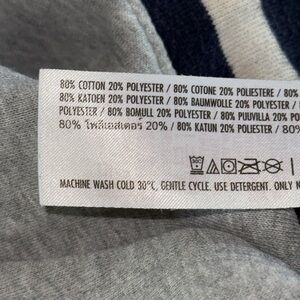 80% COTTON 20% POLYESTER / 80% COTONE 20% POLIESTERE / 80%
80% KATOEN 20% POLYESTER / 80% BAUMWOLLE 20% POLYESTER /
POLYESTER / 80% BOMULL 20% POLYESTER / 80% PUUVILLA 20% PO
80% โพลีเอสเตอร์ 20% / 80% KATUN 20% POLIESTER / 80%
MACHINE WASH COLD 30°C, GENTLE CYCLE. USE DETERGENT. ONLY